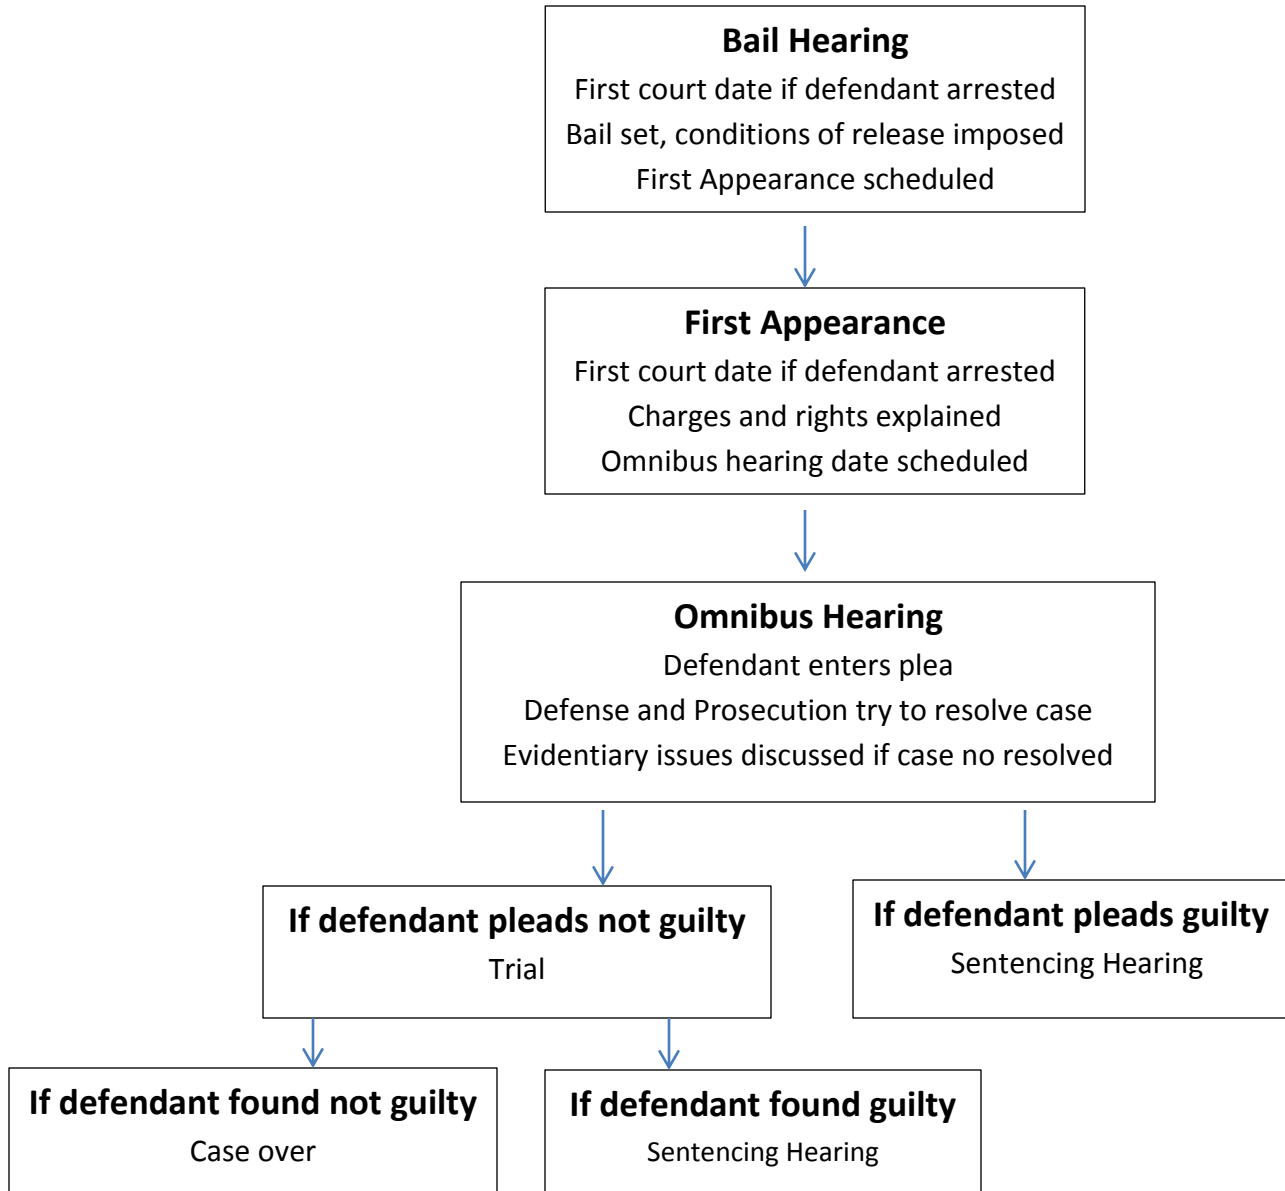 Bail Hearing
First court date if defendant arrested
Bail set, conditions of release imposed
First Appearance scheduled
First Appearance
First court date if defendant arrested
Charges and rights explained
Omnibus hearing date scheduled
Omnibus Hearing
Defendant enters plea
Defense and Prosecution try to resolve case
Evidentiary issues discussed if case no resolved
If defendant pleads not guilty
Trial
If defendant pleads guilty
Sentencing Hearing
If defendant found not guilty
Case over
If defendant found guilty
Sentencing Hearing